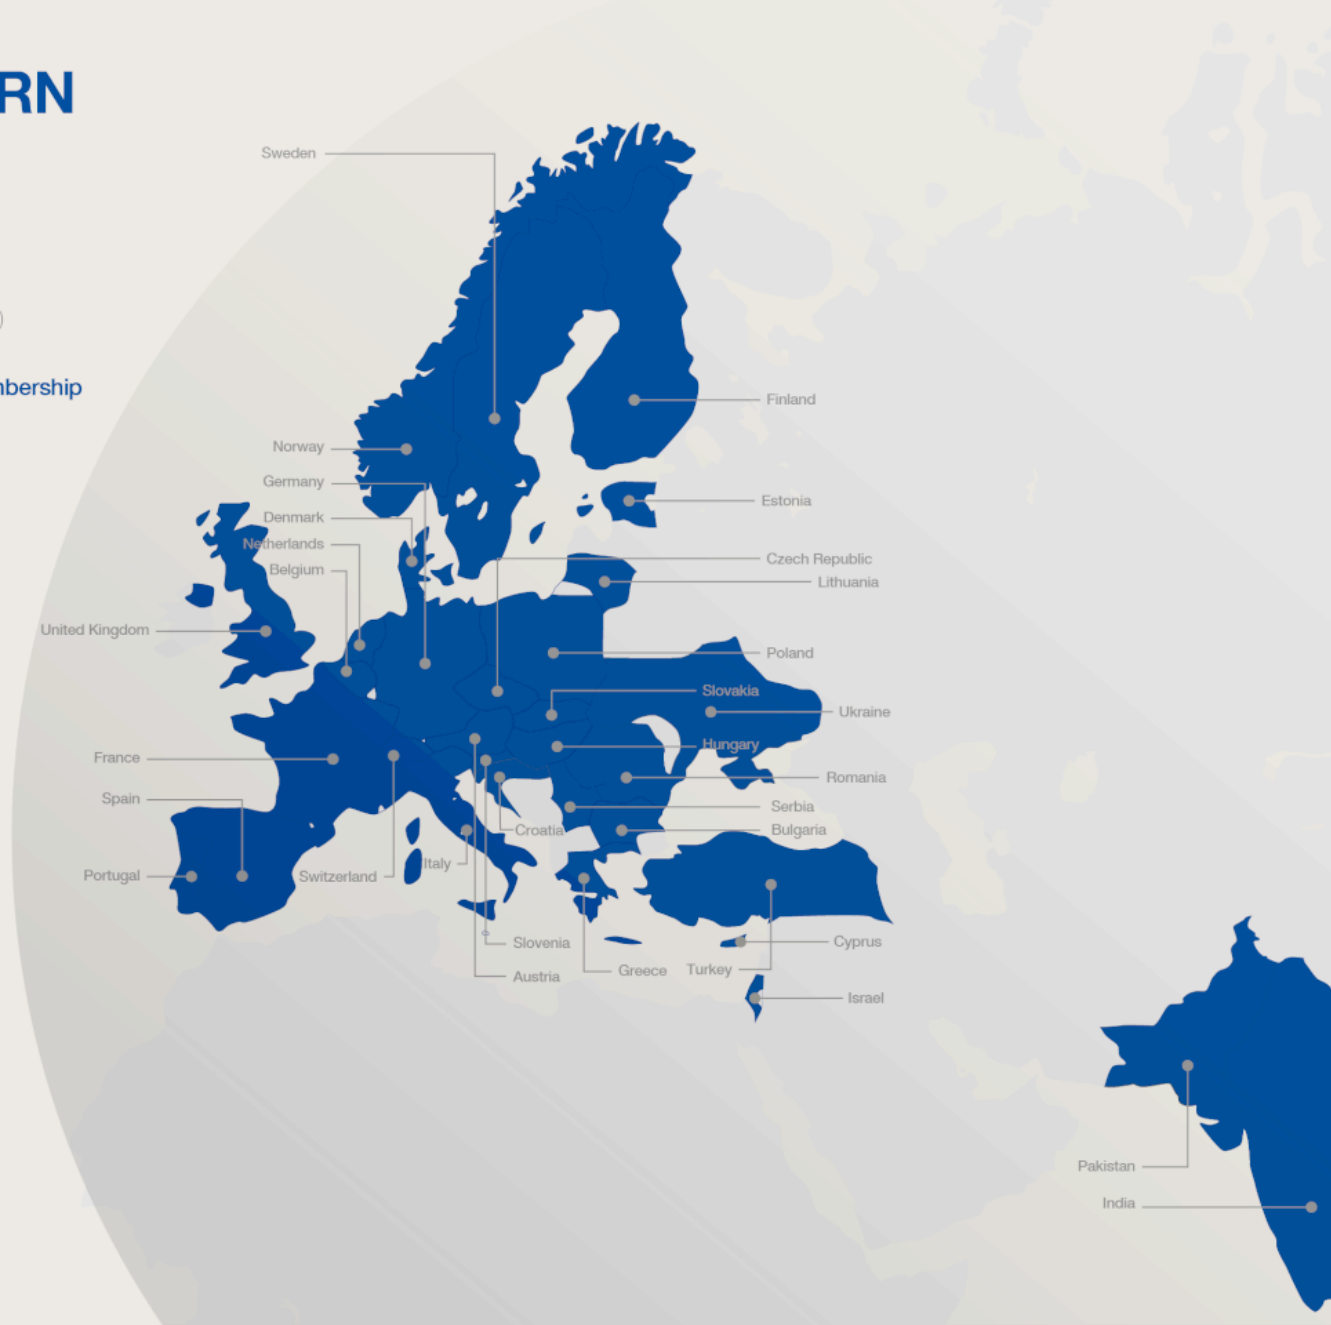 RN
)
mbership
Sweden
Finland
Norway
Germany
Estonia
Denmark
Netherlands
Czech Republic
Belgium
Lithuania
United Kingdom
Poland
Slovakia
Ukraine
Hungary
France
Romania
Spain
Serbia
Croatia
Bulgaria
Italy
Portugal
Switzerland
Slovenia
Cyprus
Greece
Turkey
Austria
Israel
Pakistan
India